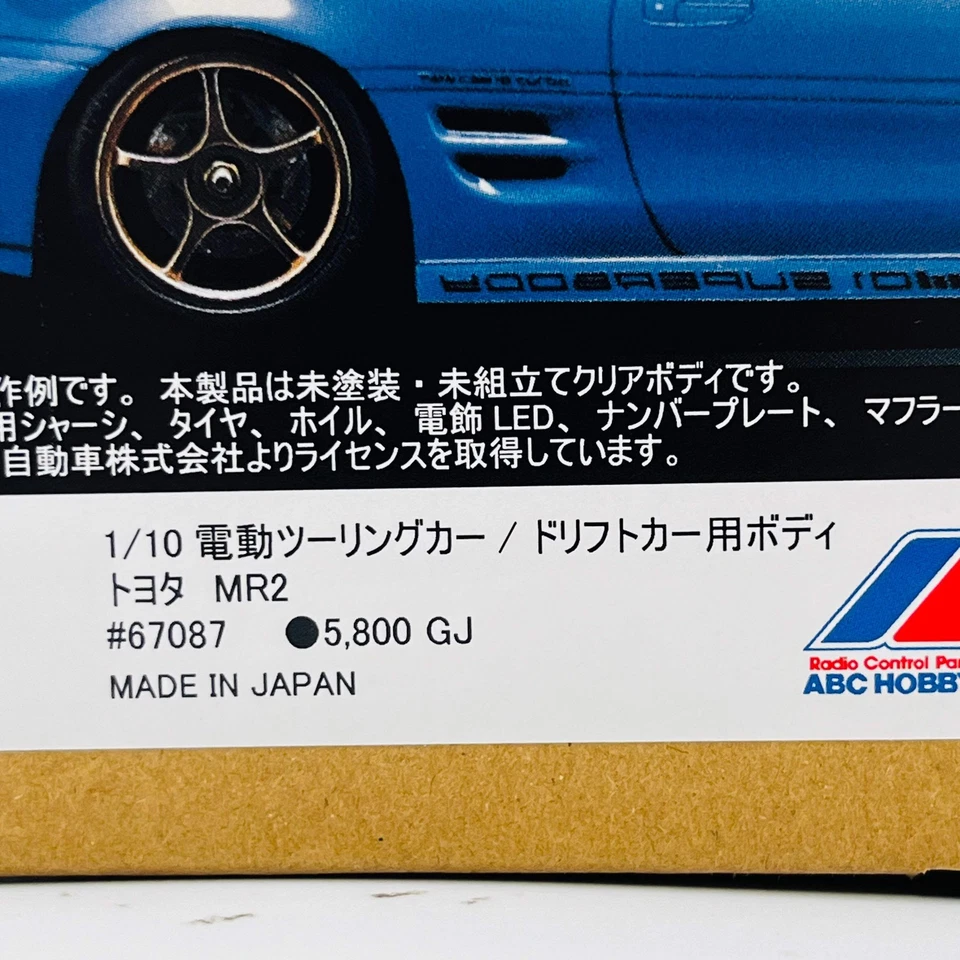 作例です。 本製品は未塗装・未組立てクリアボディです。
用シャーシ、タイヤ、ホイル、電飾LED、ナンバープレート、マフラー
自動車株式会社よりライセンスを取得しています。
1/10 電動ツーリングカー / ドリフトカー用ボディ
トヨタ MR2
#67087 ●5,800 GJ
MADE IN JAPAN
Radio Control Par
ABC HOBBY